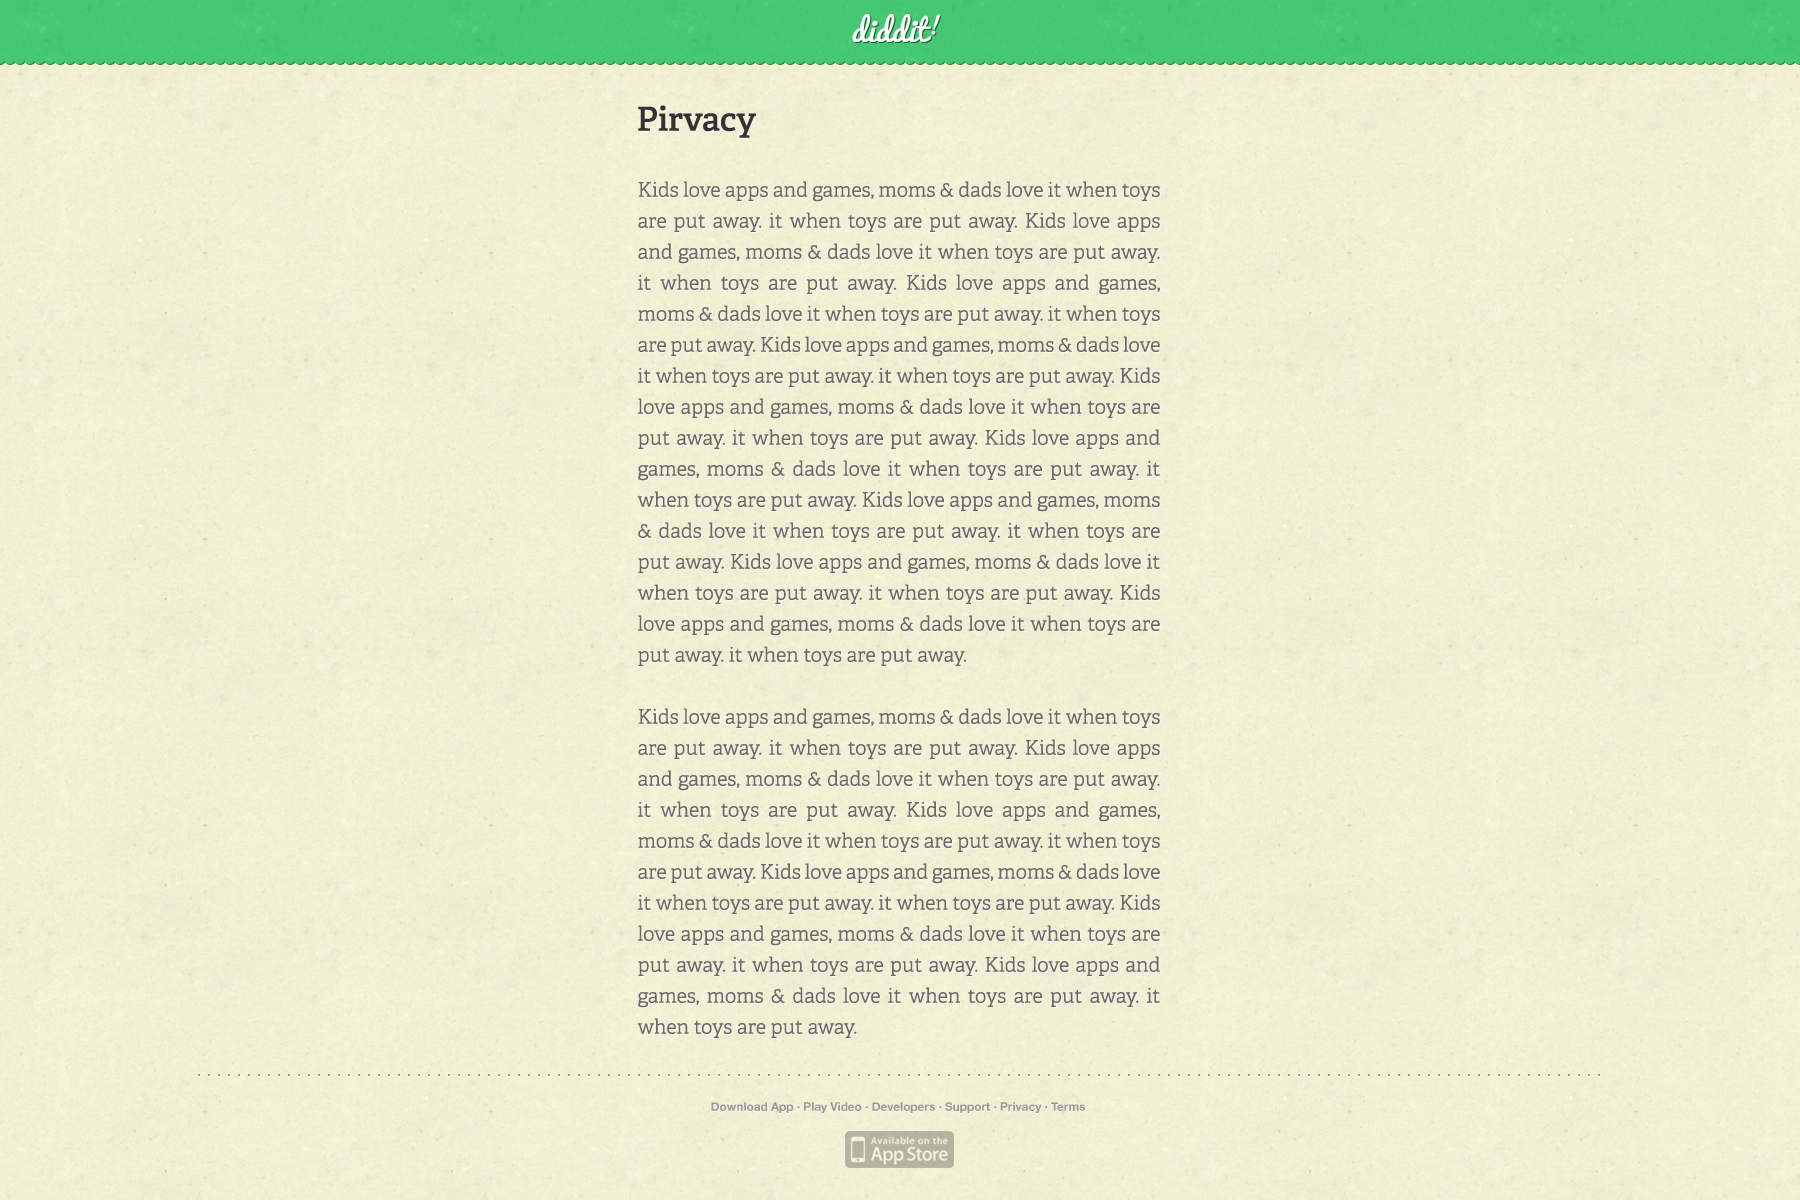 diddit!
Pirvacy
Kids love apps and games, moms & dads love it when toys
are put away. it when toys are put away. Kids love apps
and games, moms & dads love it when toys are put away.
it when toys are put away. Kids love apps and games,
moms & dads love it when toys are put away. it when toys
are put away. Kids love apps and games, moms & dads love
it when toys are put away. it when toys are put away. Kids
love apps and games, moms & dads love it when toys are
put away. it when toys are put away. Kids love apps and
games, moms & dads love it when toys are put away. it
when toys are put away. Kids love apps and games, moms
& dads love it when toys are put away. it when toys are
put away. Kids love apps and games, moms & dads love it
when toys are put away. it when toys are put away. Kids
love apps and games, moms & dads love it when toys are
put away. it when toys are put away.
Kids love apps and games, moms & dads love it when toys
are put away. it when toys are put away. Kids love apps
and games, moms & dads love it when toys are put away.
it when toys are put away. Kids love apps and games,
moms & dads love it when toys are put away. it when toys
are put away. Kids love apps and games, moms & dads love
it when toys are put away. it when toys are put away. Kids
love apps and games, moms & dads love it when toys are
put away. it when toys are put away. Kids love apps and
games, moms & dads love it when toys are put away. it
when toys are put away.
Download App · Play Video · Developers · Support · Privacy · Terms
Available on the
App Store